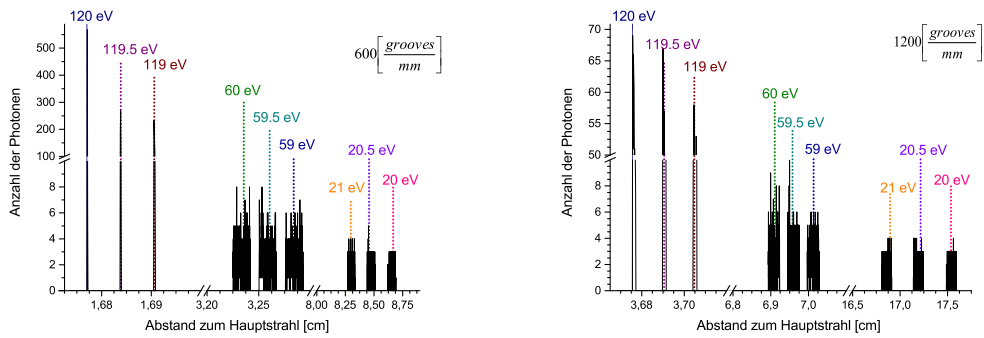 120 eV
119.5 eV
119 eV
600 [grooves/mm]
60 eV
59.5 eV
59 eV
20.5 eV
21 eV
20 eV
Anzahl der Photonen
500
400
300
200
100
8
6
4
2
0
1,68 1,69 3,20 3,25 8,00 8,25 8,50 8,75
Abstand zum Hauptstrahl [cm]
120 eV
119.5 eV
119 eV
1200 [grooves/mm]
60 eV
59.5 eV
59 eV
20.5 eV
21 eV
20 eV
Anzahl der Photonen
70
65
60
55
50
8
6
4
2
0
3,68 3,70 6,8 6,9 7,0 16,5 17,0 17,5
Abstand zum Hauptstrahl [cm]